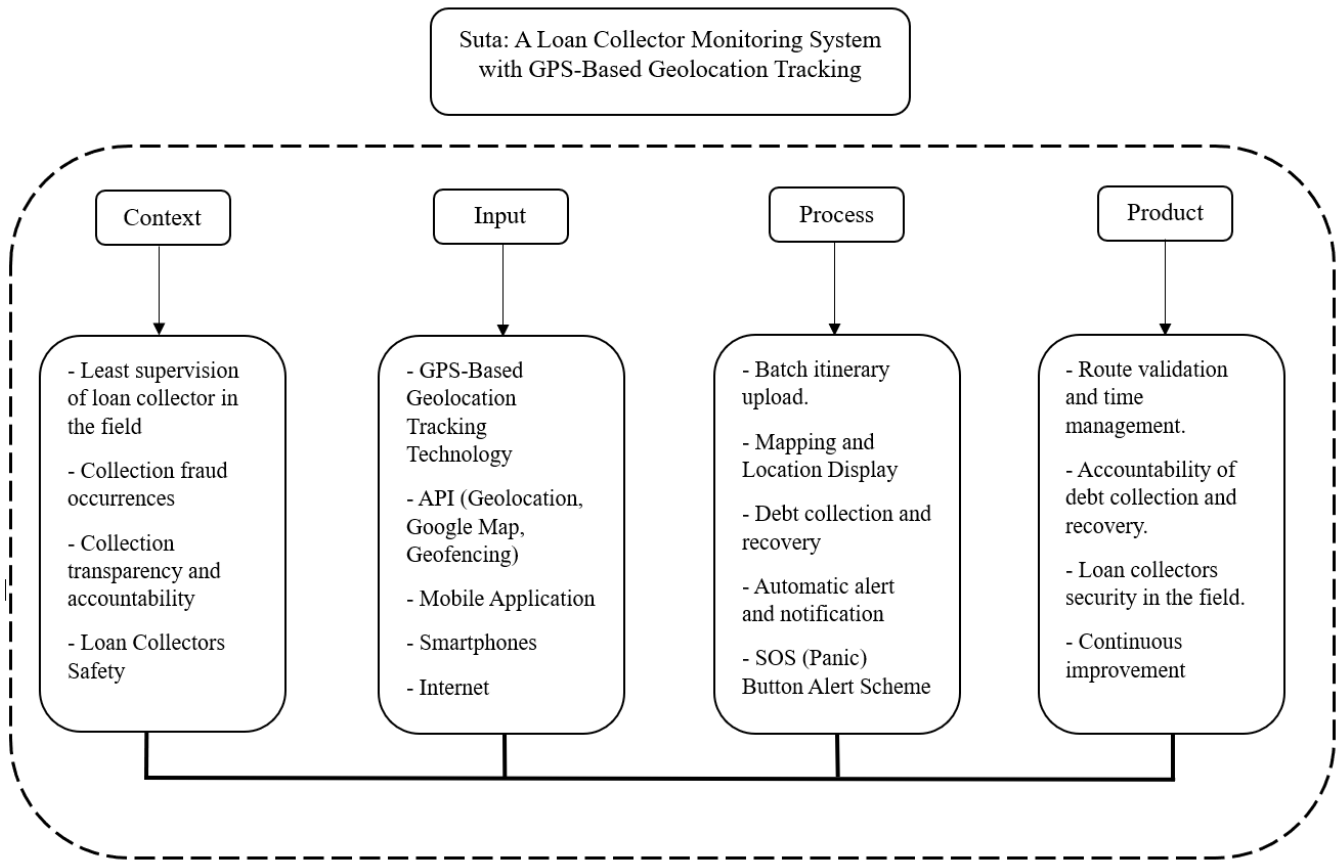 Suta: A Loan Collector Monitoring System
with GPS-Based Geolocation Tracking
Context
- Least supervision
of loan collector in
the field
- Collection fraud
occurrences
- Collection
transparency and
accountability
- Loan Collectors
Safety
Input
- GPS-Based
Geolocation
Tracking
Technology
- API (Geolocation,
Google Map,
Geofencing)
- Mobile Application
- Smartphones
- Internet
Process
- Batch itinerary
upload.
- Mapping and
Location Display
- Debt collection and
recovery
- Automatic alert
and notification
- SOS (Panic)
Button Alert Scheme
Product
- Route validation
and time
management.
- Accountability of
debt collection and
recovery.
- Loan collectors
security in the field.
- Continuous
improvement